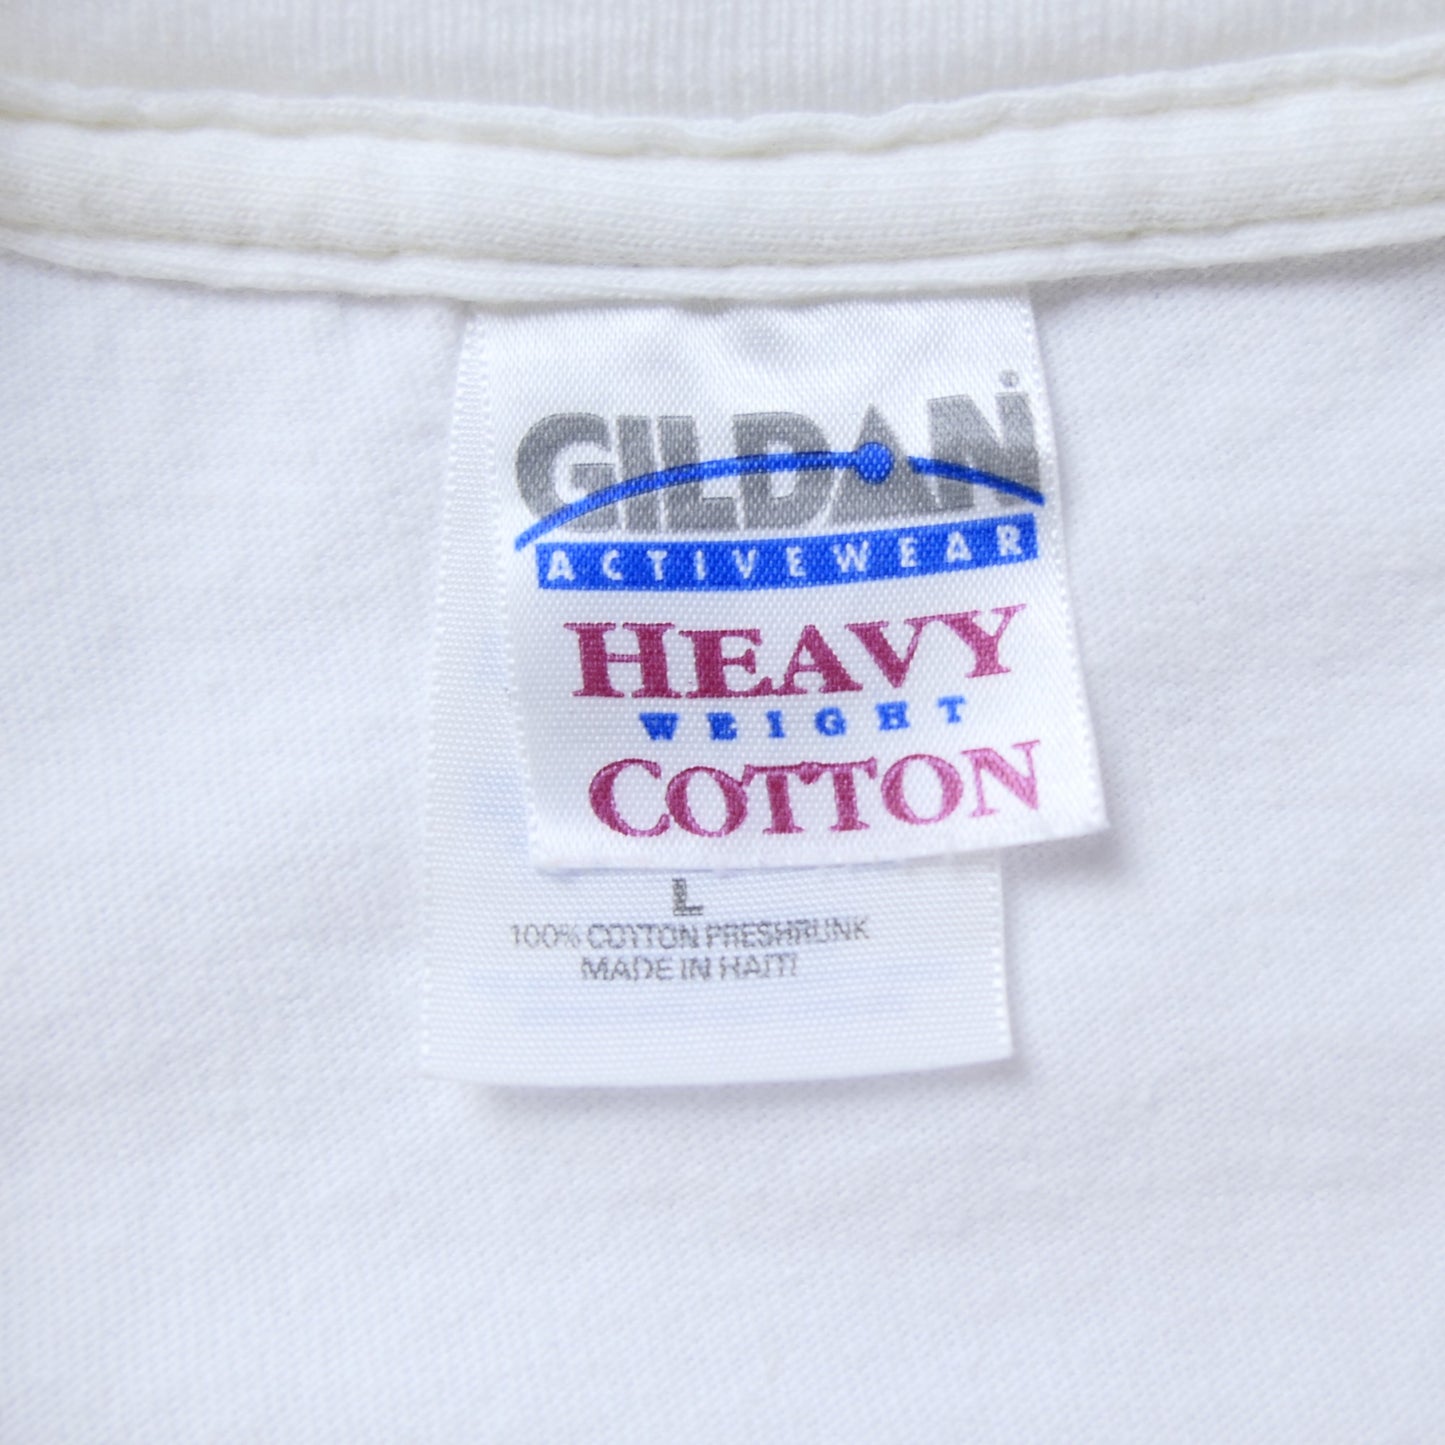 GILDAN®
ACTIVEWEAR
HEAVY
WEIGHT
COTTON
L
100% COTTON PRESHRUNK
MADE IN HAITI